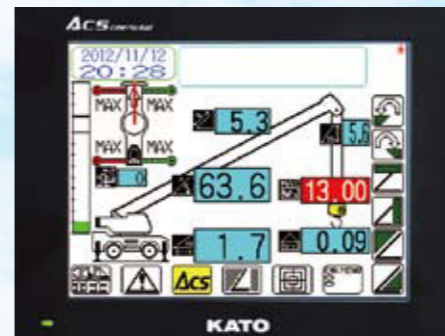 ACS
2012/11/12
20:28
MAX MAX
MAX MAX
0
5.3
5.6
63.6
13.00
1.7
0.09
Acs
KATO